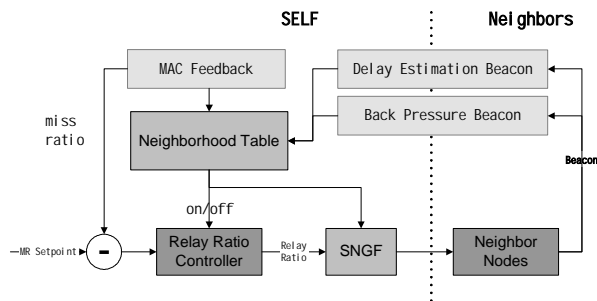 SELF
Neighbors
MAC Feedback
Delay Estimation Beacon
Back Pressure Beacon
miss
ratio
Neighborhood Table
Beacon
on/off
MR Setpoint
-
Relay Ratio
Controller
Relay
Ratio
SNGF
Neighbor
Nodes